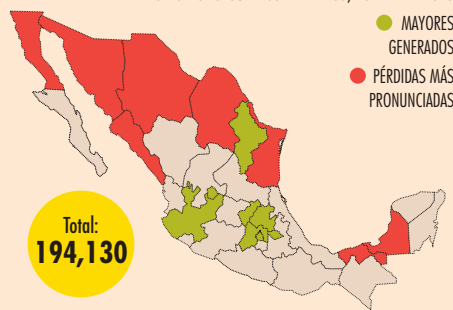 MAYORES
GENERADOS
PÉRDIDAS MÁS
PRONUNCIADAS
Total:
194,130